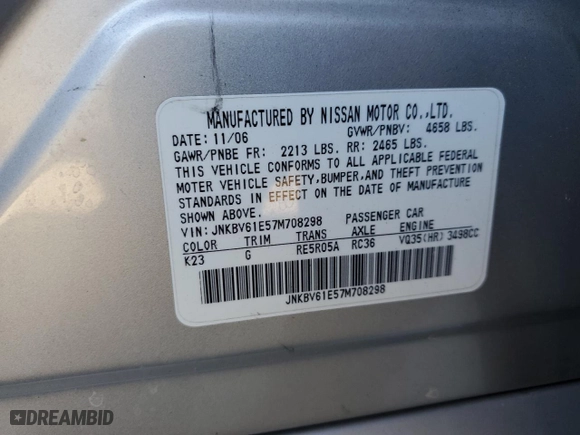 MANUFACTURED BY NISSAN MOTOR CO.,LTD.
DATE: 11/06 GVWR/PNBV: 4658 LBS.
GAWR/PNBE FR: 2213 LBS. RR: 2465 LBS.
THIS VEHICLE CONFORMS TO ALL APPLICABLE FEDERAL
MOTER VEHICLE SAFETY,BUMPER,AND THEFT PREVENTION
STANDARDS IN EFFECT ON THE DATE OF MANUFACTURE
SHOWN ABOVE.
VIN: JNKBV61E57M708298 PASSENGER CAR
COLOR TRIM TRANS AXLE ENGINE
K23 G RE5R05A RC36 VQ35(HR) 3498CC
JNKBV61E57M708298
DREAMBID